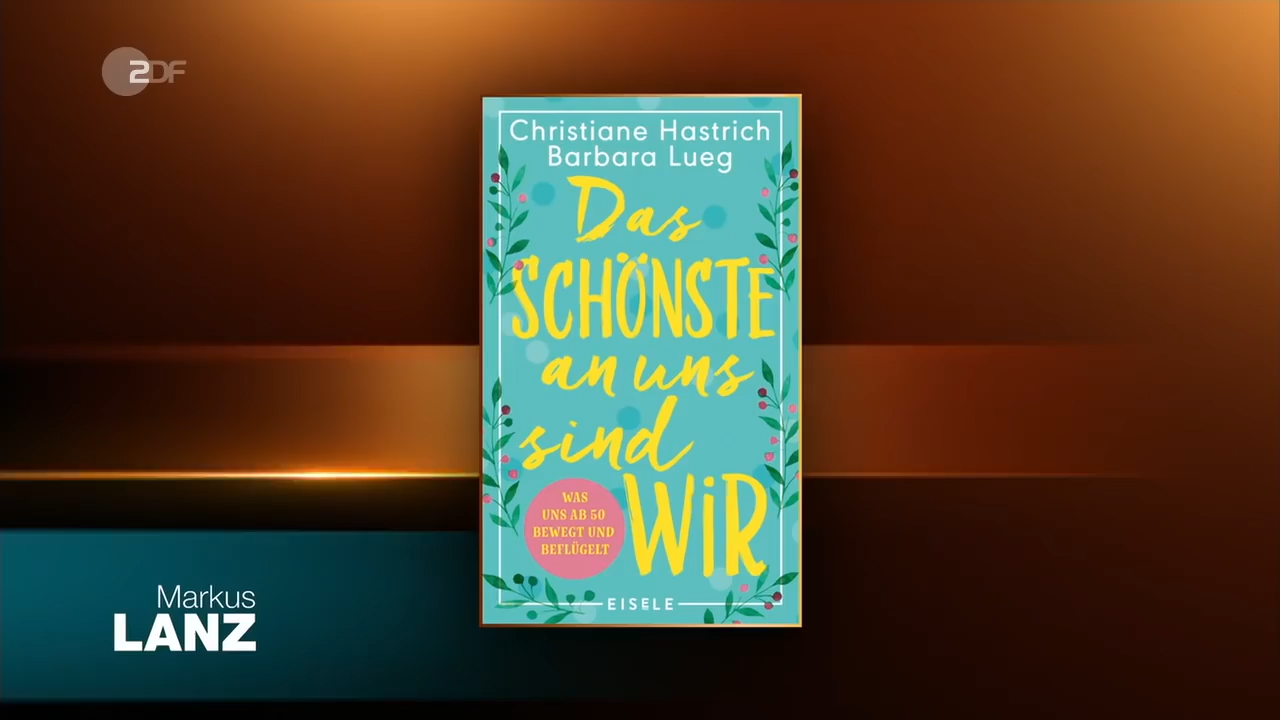 ZDF
Christiane Hastrich
Barbara Lueg
Das
SCHÖNSTE
an uns
sind
WiR
WAS
UNS AB 50
BEWEGT UND
BEFLÜGELT
EISELE
Markus
LANZ